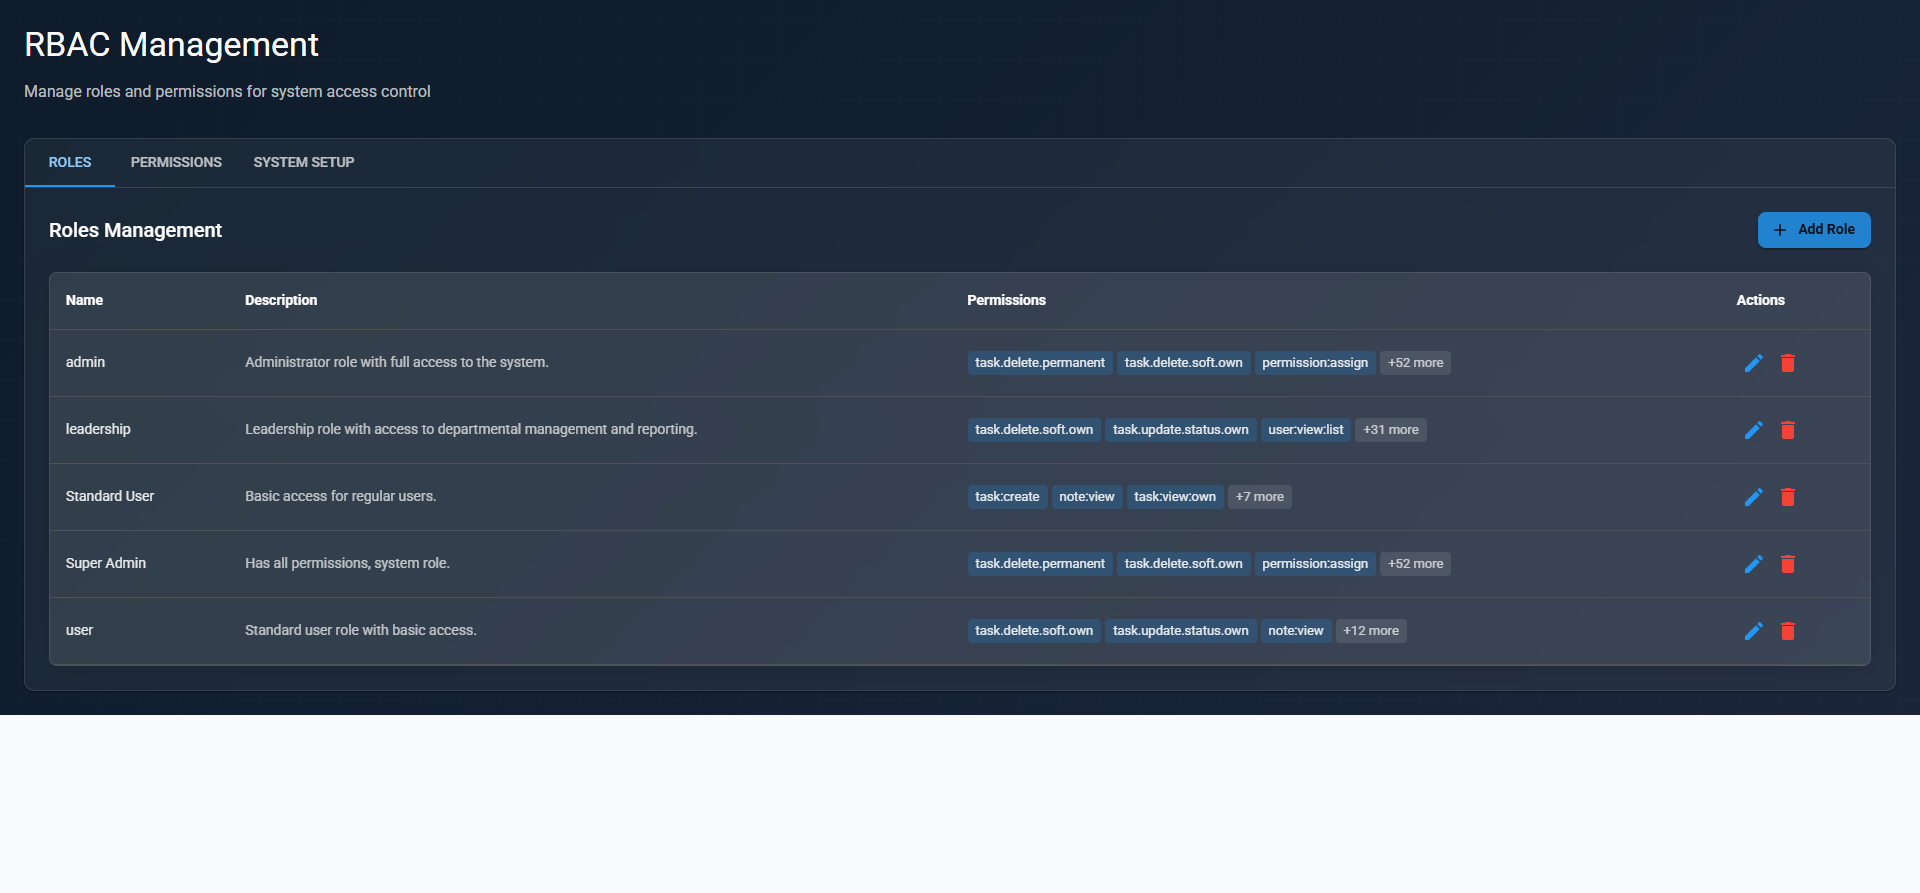 RBAC Management
Manage roles and permissions for system access control
ROLES PERMISSIONS SYSTEM SETUP
Roles Management
+ Add Role
Name Description Permissions Actions
admin Administrator role with full access to the system. task.delete.permanent task.delete.soft.own permission:assign +52 more
leadership Leadership role with access to departmental management and reporting. task.delete.soft.own task.update.status.own user:view:list +31 more
Standard User Basic access for regular users. task:create note:view task:view:own +7 more
Super Admin Has all permissions, system role. task.delete.permanent task.delete.soft.own permission:assign +52 more
user Standard user role with basic access. task.delete.soft.own task.update.status.own note:view +12 more